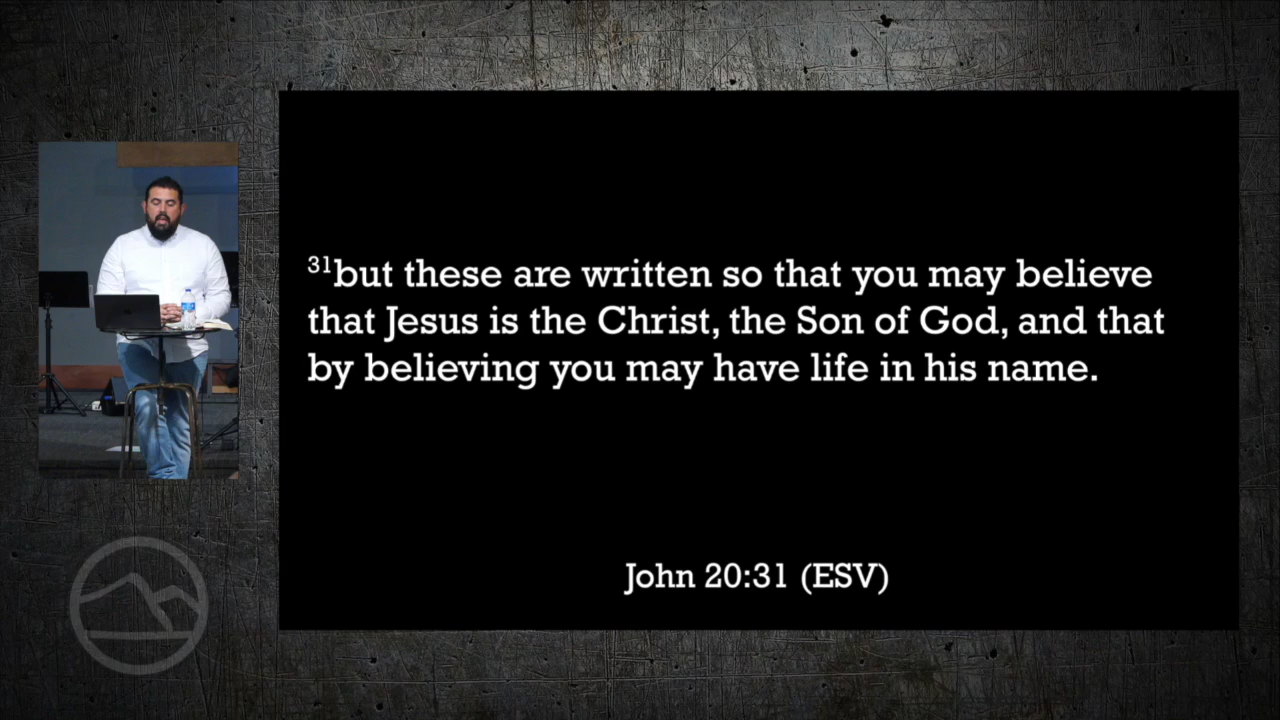 ³¹but these are written so that you may believe
that Jesus is the Christ, the Son of God, and that
by believing you may have life in his name.
John 20:31 (ESV)